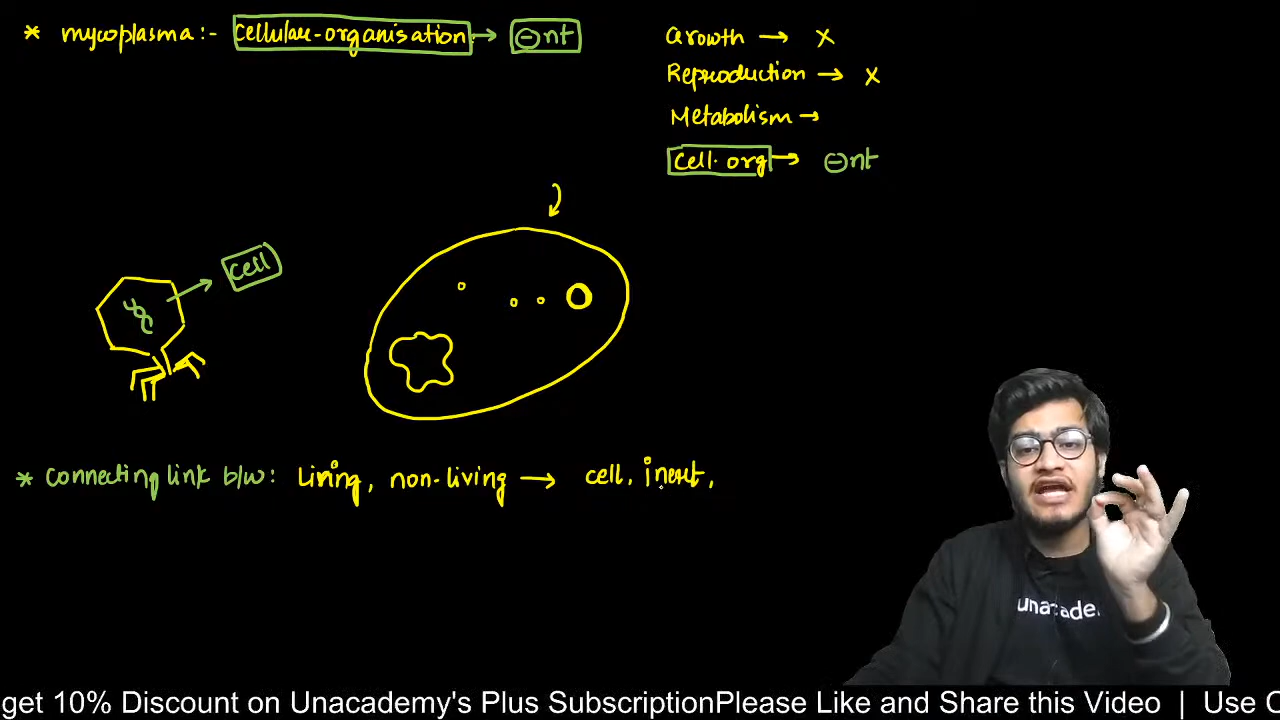 * mycoplasma :- cellular-organisation → ⊖nt
Growth → x
Reproduction → x
Metabolism →
Cell. org → ⊖nt
cell
* Connecting link b/w: Living, non-living → cell, inert,
unacade
get 10% Discount on Unacademy's Plus SubscriptionPlease Like and Share this Video | Use C